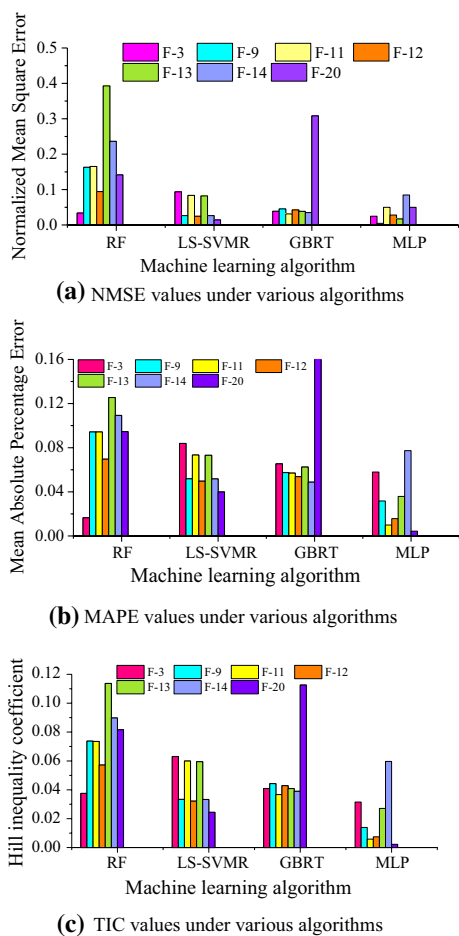 0.5
0.4
0.3
0.2
0.1
0.0
Normalized Mean Square Error
F-3 F-9 F-11 F-12
F-13 F-14 F-20
RF LS-SVMR GBRT MLP
Machine learning algorithm
(a) NMSE values under various algorithms
0.16
0.12
0.08
0.04
0.00
Mean Absolute Percentage Error
F-3 F-9 F-11 F-12
F-13 F-14 F-20
RF LS-SVMR GBRT MLP
Machine learning algorithm
(b) MAPE values under various algorithms
0.12
0.10
0.08
0.06
0.04
0.02
0.00
Hill inequality coefficient
F-3 F-9 F-11 F-12
F-13 F-14 F-20
RF LS-SVMR GBRT MLP
Machine learning algorithm
(c) TIC values under various algorithms